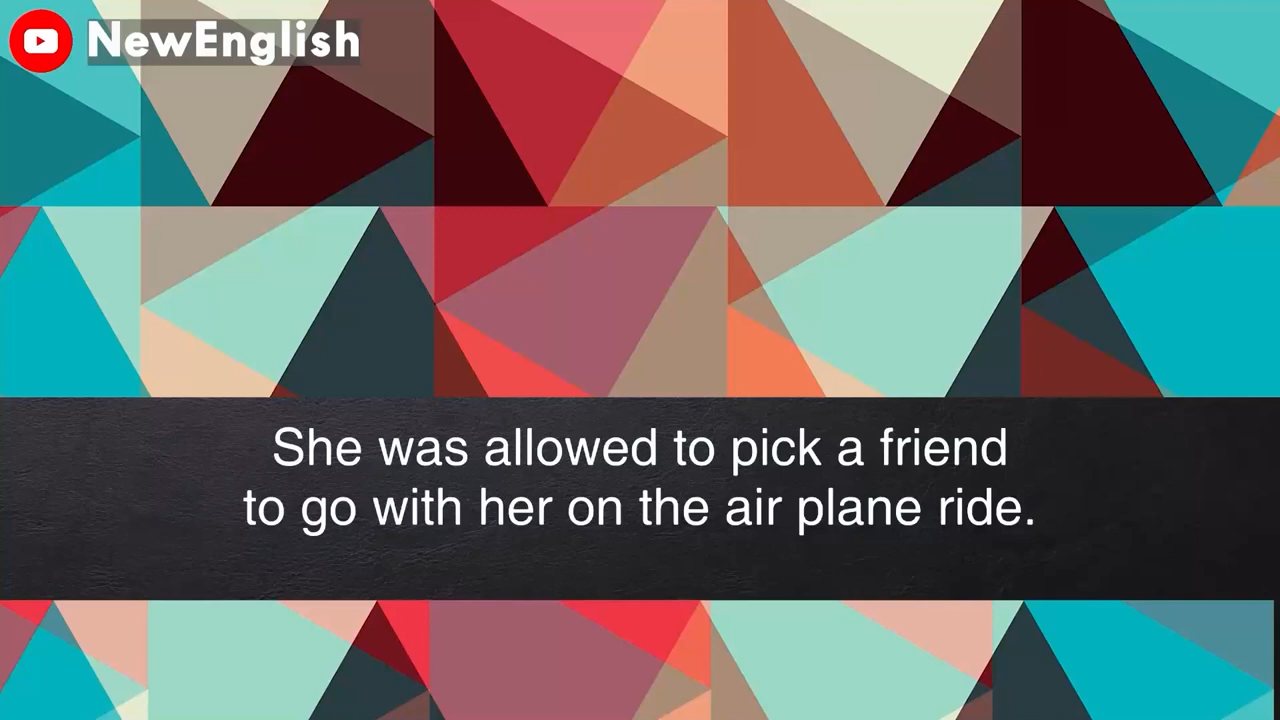 NewEnglish
She was allowed to pick a friend
to go with her on the air plane ride.